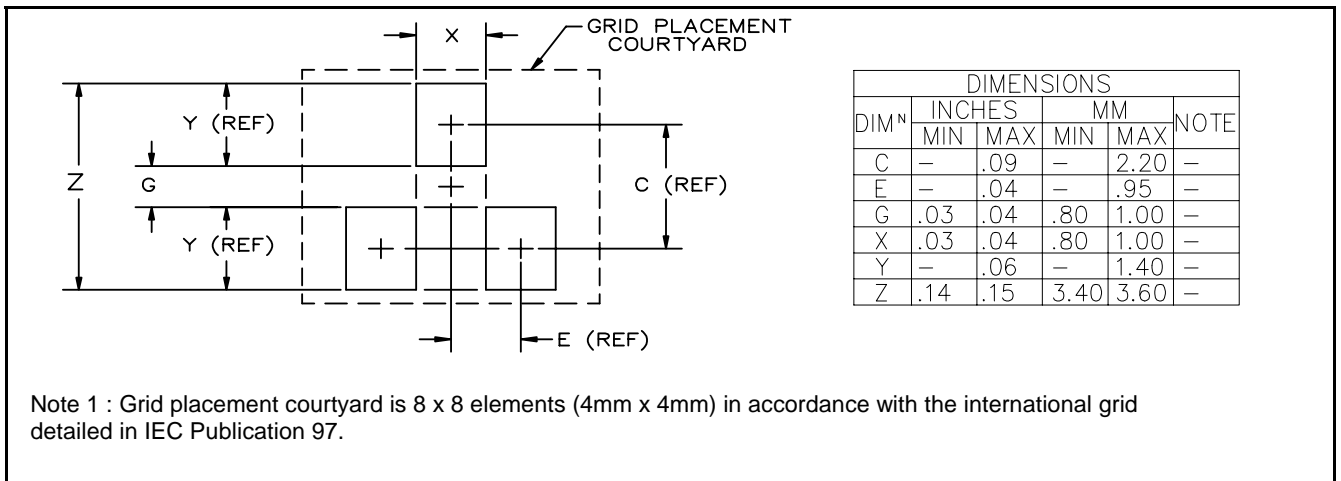 GRID PLACEMENT
COURTYARD
X
Y (REF)
Z
G
C (REF)
Y (REF)
E (REF)
DIMENSIONS
DIMᴺ INCHES MM NOTE
MIN MAX MIN MAX
C – .09 – 2.20 –
E – .04 – .95 –
G .03 .04 .80 1.00 –
X .03 .04 .80 1.00 –
Y – .06 – 1.40 –
Z .14 .15 3.40 3.60 –
Note 1 : Grid placement courtyard is 8 x 8 elements (4mm x 4mm) in accordance with the international grid
detailed in IEC Publication 97.